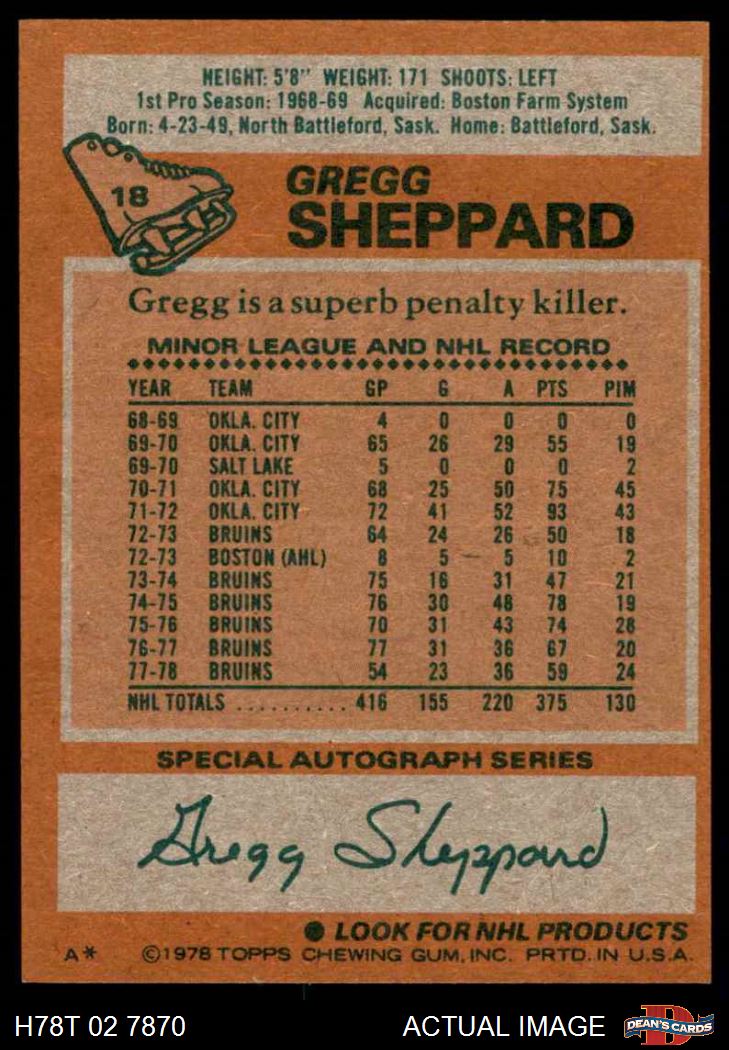 HEIGHT: 5'8" WEIGHT: 171 SHOOTS: LEFT
1st Pro Season: 1968-69 Acquired: Boston Farm System
Born: 4-23-49, North Battleford, Sask. Home: Battleford, Sask.
18
GREGG
SHEPPARD
Gregg is a superb penalty killer.
MINOR LEAGUE AND NHL RECORD
YEAR TEAM GP G A PTS PIM
68-69 OKLA. CITY 4 0 0 0 0
69-70 OKLA. CITY 65 26 29 55 19
69-70 SALT LAKE 5 0 0 0 2
70-71 OKLA. CITY 68 25 50 75 45
71-72 OKLA. CITY 72 41 52 93 43
72-73 BRUINS 64 24 26 50 18
72-73 BOSTON (AHL) 8 5 5 10 2
73-74 BRUINS 75 16 31 47 21
74-75 BRUINS 76 30 48 78 19
75-76 BRUINS 70 31 43 74 28
76-77 BRUINS 77 31 36 67 20
77-78 BRUINS 54 23 36 59 24
NHL TOTALS .......... 416 155 220 375 130
SPECIAL AUTOGRAPH SERIES
Gregg Sheppard
● LOOK FOR NHL PRODUCTS
A* ©1978 TOPPS CHEWING GUM, INC. PRTD. IN U.S.A.
H78T 02 7870 ACTUAL IMAGE DEAN'S CARDS